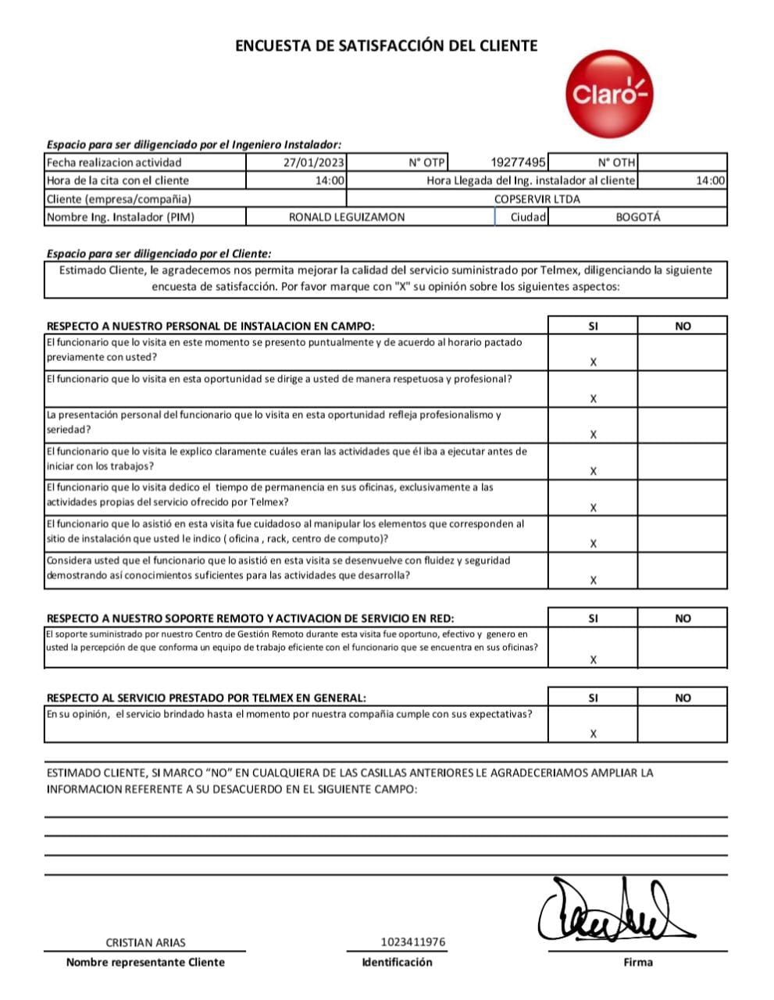 ENCUESTA DE SATISFACCIÓN DEL CLIENTE
Claro
Espacio para ser diligenciado por el Ingeniero Instalador:
Fecha realizacion actividad 27/01/2023 N° OTP 19277495 N° OTH
Hora de la cita con el cliente 14:00 Hora Llegada del Ing. instalador al cliente 14:00
Cliente (empresa/compañia) COPSERVIR LTDA
Nombre Ing. Instalador (PIM) RONALD LEGUIZAMON Ciudad BOGOTÁ
Espacio para ser diligenciado por el Cliente:
Estimado Cliente, le agradecemos nos permita mejorar la calidad del servicio suministrado por Telmex, diligenciando la siguiente
encuesta de satisfacción. Por favor marque con "X" su opinión sobre los siguientes aspectos:
RESPECTO A NUESTRO PERSONAL DE INSTALACION EN CAMPO: SI NO
El funcionario que lo visita en este momento se presento puntualmente y de acuerdo al horario pactado
previamente con usted? X
El funcionario que lo visita en esta oportunidad se dirige a usted de manera respetuosa y profesional?
X
La presentación personal del funcionario que lo visita en esta oportunidad refleja profesionalismo y
seriedad? X
El funcionario que lo visita le explico claramente cuáles eran las actividades que él iba a ejecutar antes de
iniciar con los trabajos? X
El funcionario que lo visita dedico el tiempo de permanencia en sus oficinas, exclusivamente a las
actividades propias del servicio ofrecido por Telmex? X
El funcionario que lo asistió en esta visita fue cuidadoso al manipular los elementos que corresponden al
sitio de instalación que usted le indico ( oficina , rack, centro de computo)? X
Considera usted que el funcionario que lo asistió en esta visita se desenvuelve con fluidez y seguridad
demostrando así conocimientos suficientes para las actividades que desarrolla? X
RESPECTO A NUESTRO SOPORTE REMOTO Y ACTIVACION DE SERVICIO EN RED: SI NO
El soporte suministrado por nuestro Centro de Gestión Remoto durante esta visita fue oportuno, efectivo y genero en
usted la percepción de que conforma un equipo de trabajo eficiente con el funcionario que se encuentra en sus oficinas?
X
RESPECTO AL SERVICIO PRESTADO POR TELMEX EN GENERAL: SI NO
En su opinión, el servicio brindado hasta el momento por nuestra compañia cumple con sus expectativas?
X
ESTIMADO CLIENTE, SI MARCO “NO” EN CUALQUIERA DE LAS CASILLAS ANTERIORES LE AGRADECERIAMOS AMPLIAR LA
INFORMACION REFERENTE A SU DESACUERDO EN EL SIGUIENTE CAMPO:
CRISTIAN ARIAS 1023411976
Nombre representante Cliente Identificación Firma